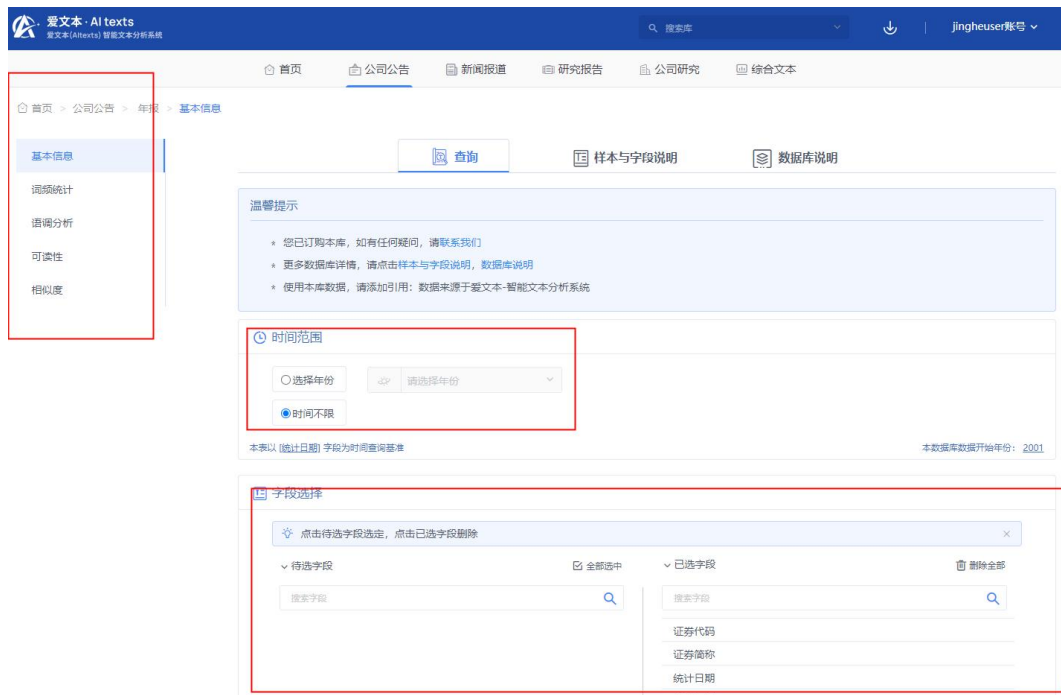 爱文本·AI texts
爱文本(AItexts) 智能文本分析系统
搜索库
jingheuser账号
首页 公司公告 新闻报道 研究报告 公司研究 综合文本
首页 > 公司公告 > 年报 > 基本信息
基本信息
词频统计
语调分析
可读性
相似度
查询 样本与字段说明 数据库说明
温馨提示
* 您已订购本库，如有任何疑问，请联系我们
* 更多数据库详情，请点击样本与字段说明，数据库说明
* 使用本库数据，请添加引用：数据来源于爱文本-智能文本分析系统
时间范围
选择年份 请选择年份
时间不限
本表以 [统计日期] 字段为时间查询基准 本数据库数据开始年份： 2001
字段选择
点击待选字段选定，点击已选字段删除
待选字段 全部选中 已选字段 删除全部
搜索字段 搜索字段
证券代码
证券简称
统计日期